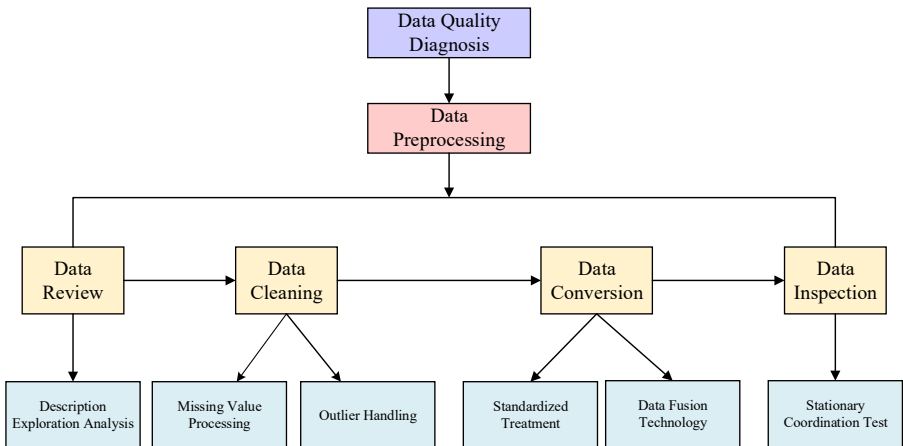 Data Quality
Diagnosis
Data
Preprocessing
Data
Review
Data
Cleaning
Data
Conversion
Data
Inspection
Description
Exploration Analysis
Missing Value
Processing
Outlier Handling
Standardized
Treatment
Data Fusion
Technology
Stationary
Coordination Test